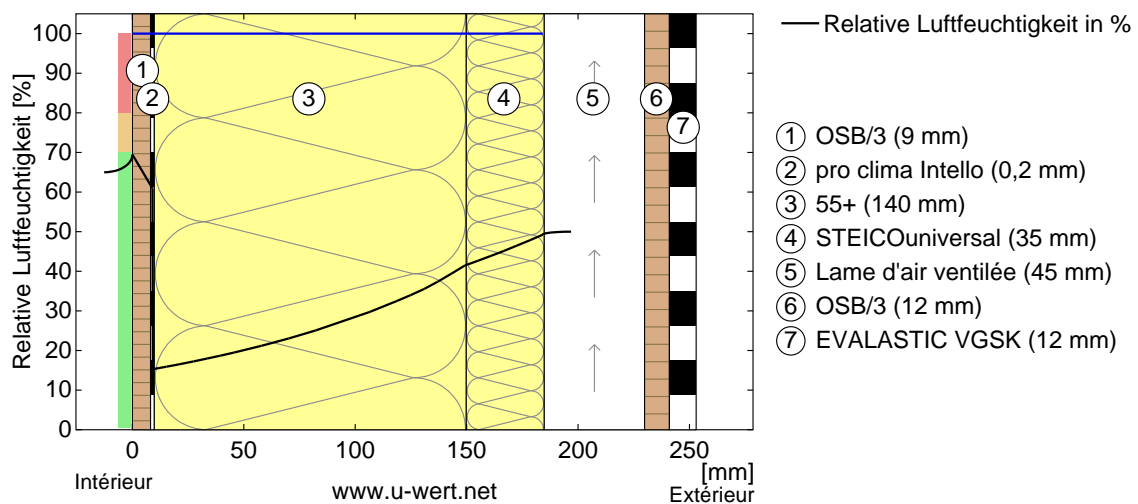 Relative Luftfeuchtigkeit in %
Relative Luftfeuchtigkeit [%]
100
90
80
70
60
50
40
30
20
10
0
1
2
3
4
5
6
7
1 OSB/3 (9 mm)
2 pro clima Intello (0,2 mm)
3 55+ (140 mm)
4 STEICOuniversal (35 mm)
5 Lame d'air ventilée (45 mm)
6 OSB/3 (12 mm)
7 EVALASTIC VGSK (12 mm)
0 50 100 150 200 250
[mm]
Intérieur
www.u-wert.net
Extérieur